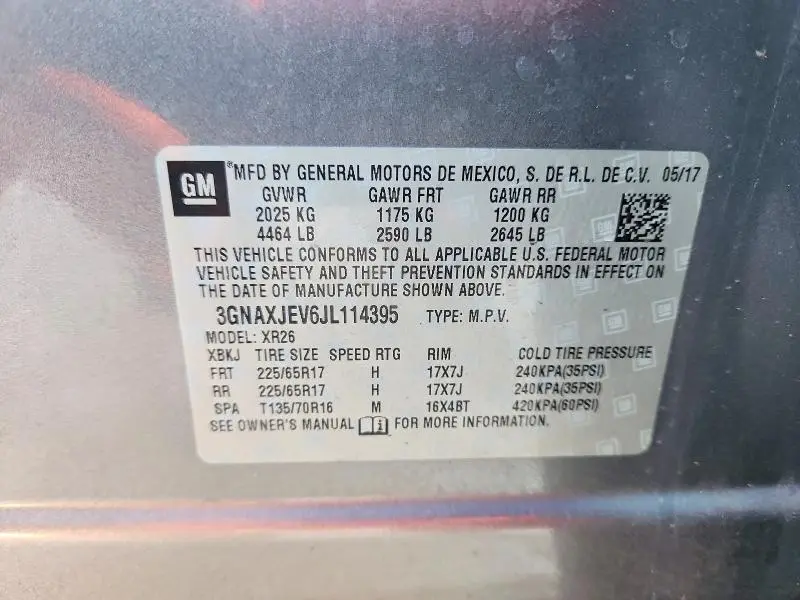 GM ®MFD BY GENERAL MOTORS DE MEXICO, S. DE R.L. DE C.V. 05/17
GVWR GAWR FRT GAWR RR
2025 KG 1175 KG 1200 KG
4464 LB 2590 LB 2645 LB
THIS VEHICLE CONFORMS TO ALL APPLICABLE U.S. FEDERAL MOTOR
VEHICLE SAFETY AND THEFT PREVENTION STANDARDS IN EFFECT ON
THE DATE OF MANUFACTURE SHOWN ABOVE.
3GNAXJEV6JL114395 TYPE: M.P.V.
MODEL: XR26
XBKJ TIRE SIZE SPEED RTG RIM COLD TIRE PRESSURE
FRT 225/65R17 H 17X7J 240KPA(35PSI)
RR 225/65R17 H 17X7J 240KPA(35PSI)
SPA T135/70R16 M 16X4BT 420KPA(60PSI)
SEE OWNER'S MANUAL i FOR MORE INFORMATION.